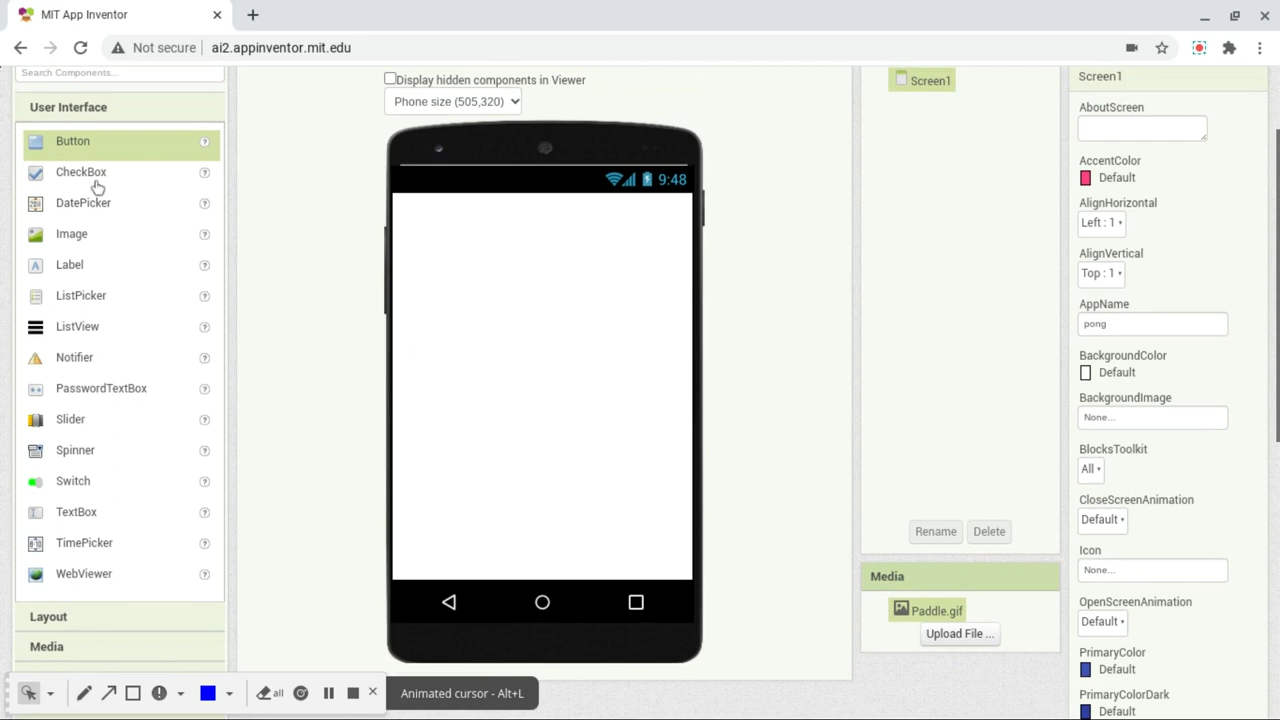 MIT App Inventor
Not secure
ai2.appinventor.mit.edu
Search Components...
User Interface
Button
CheckBox
DatePicker
Image
Label
ListPicker
ListView
Notifier
PasswordTextBox
Slider
Spinner
Switch
TextBox
TimePicker
WebViewer
Layout
Media
Display hidden components in Viewer
Phone size (505,320)
9:48
Screen1
Rename
Delete
Media
Paddle.gif
Upload File ...
Screen1
AboutScreen
AccentColor
Default
AlignHorizontal
Left : 1
AlignVertical
Top : 1
AppName
pong
BackgroundColor
Default
BackgroundImage
None...
BlocksToolkit
All
CloseScreenAnimation
Default
Icon
None...
OpenScreenAnimation
Default
PrimaryColor
Default
PrimaryColorDark
Default
all
Animated cursor - Alt+L